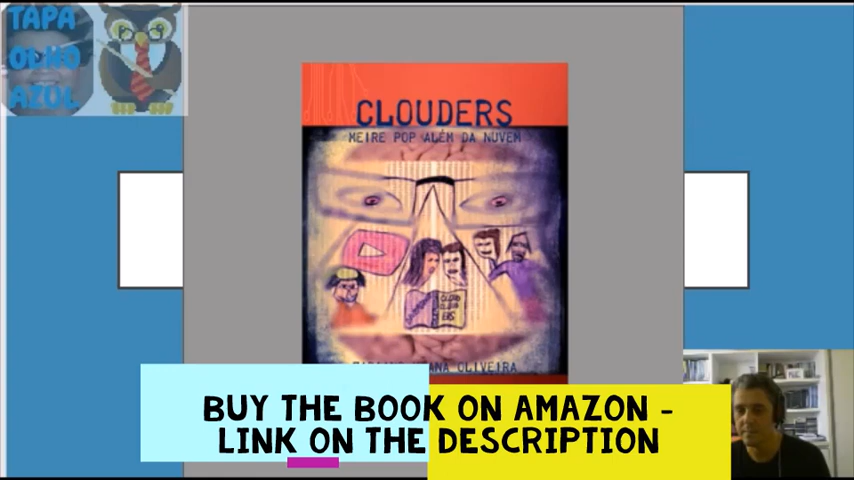 TAPA
OLHO
AZUL
CLOUDERS
MEIRE POP ALÉM DA NUVEM
OLIVEIRA
BUY THE BOOK ON AMAZON -
LINK ON THE DESCRIPTION